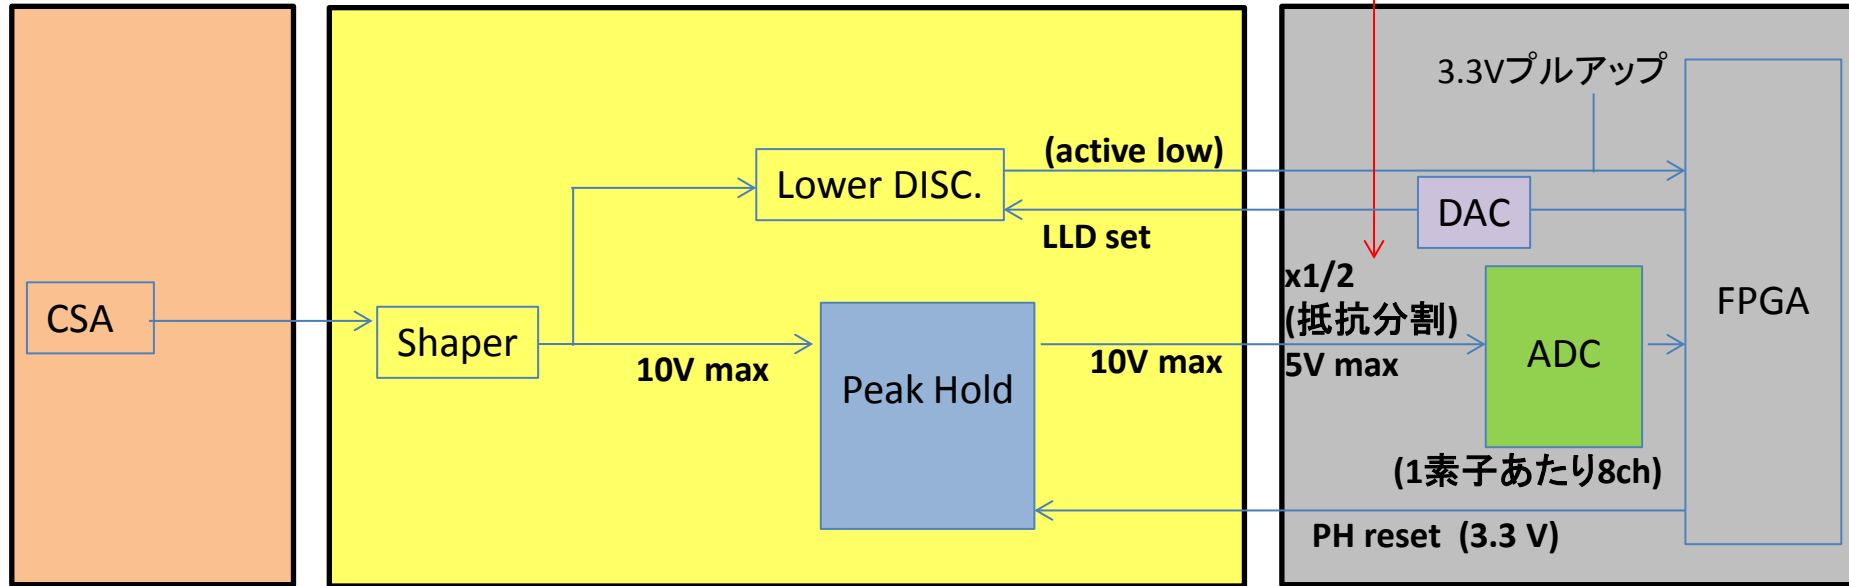 CSA
Shaper
10V max
Lower DISC.
(active low)
LLD set
Peak Hold
10V max
3.3Vプルアップ
DAC
x1/2
(抵抗分割)
5V max
ADC
(1素子あたり8ch)
FPGA
PH reset (3.3 V)